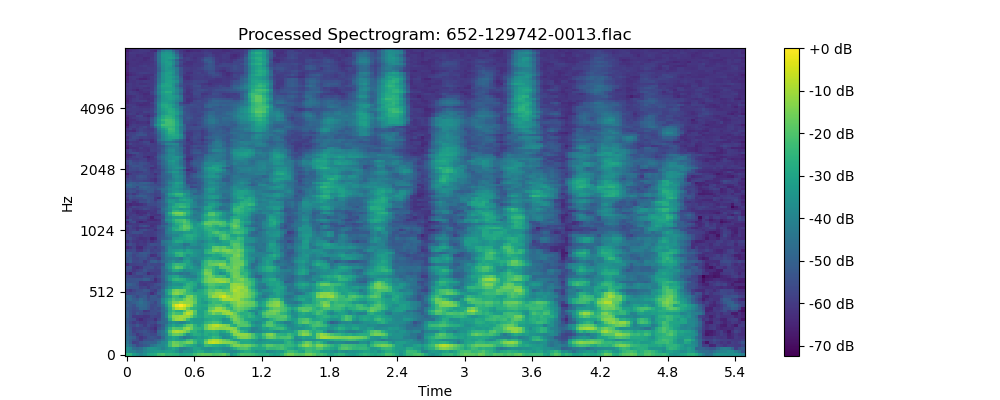 Processed Spectrogram: 652-129742-0013.flac
Hz
4096
2048
1024
512
0
0 0.6 1.2 1.8 2.4 3 3.6 4.2 4.8 5.4
Time
+0 dB
-10 dB
-20 dB
-30 dB
-40 dB
-50 dB
-60 dB
-70 dB